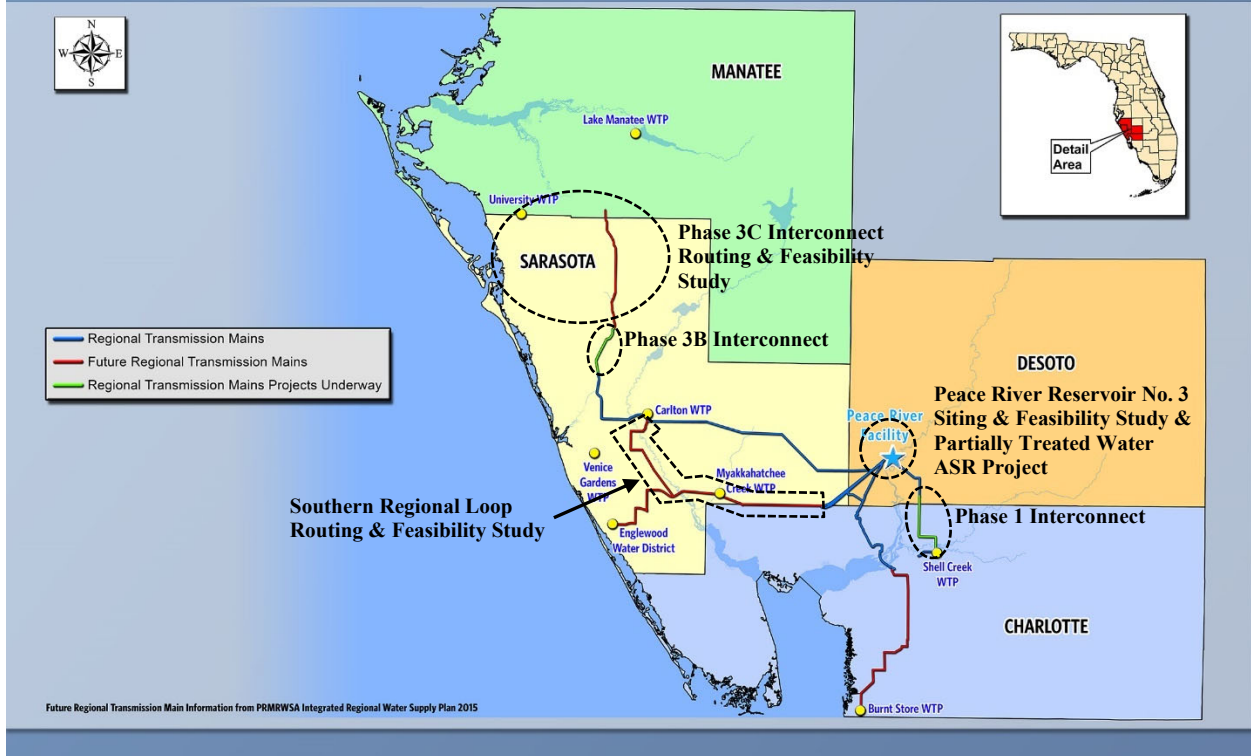 N
W
E
S
MANATEE
Lake Manatee WTP
Detail
Area
University WTP
Phase 3C Interconnect
Routing & Feasibility
Study
SARASOTA
Regional Transmission Mains
Future Regional Transmission Mains
Regional Transmission Mains Projects Underway
Phase 3B Interconnect
DESOTO
Carlton WTP
Peace River
Facility
Peace River Reservoir No. 3
Siting & Feasibility Study &
Partially Treated Water
ASR Project
Venice
Gardens
WTP
Myakkahatchee
Creek WTP
Southern Regional Loop
Routing & Feasibility Study
Englewood
Water District
Phase 1 Interconnect
Shell Creek
WTP
CHARLOTTE
Burnt Store WTP
Future Regional Transmission Main Information from PRMRWSA Integrated Regional Water Supply Plan 2015